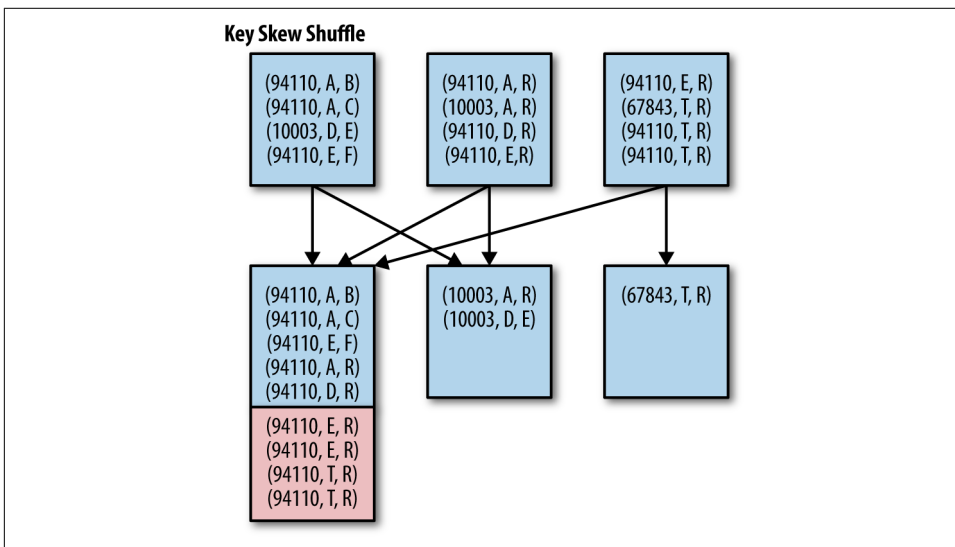 Key Skew Shuffle
(94110, A, B)
(94110, A, C)
(10003, D, E)
(94110, E, F)
(94110, A, R)
(10003, A, R)
(94110, D, R)
(94110, E,R)
(94110, E, R)
(67843, T, R)
(94110, T, R)
(94110, T, R)
(94110, A, B)
(94110, A, C)
(94110, E, F)
(94110, A, R)
(94110, D, R)
(94110, E, R)
(94110, E, R)
(94110, T, R)
(94110, T, R)
(10003, A, R)
(10003, D, E)
(67843, T, R)